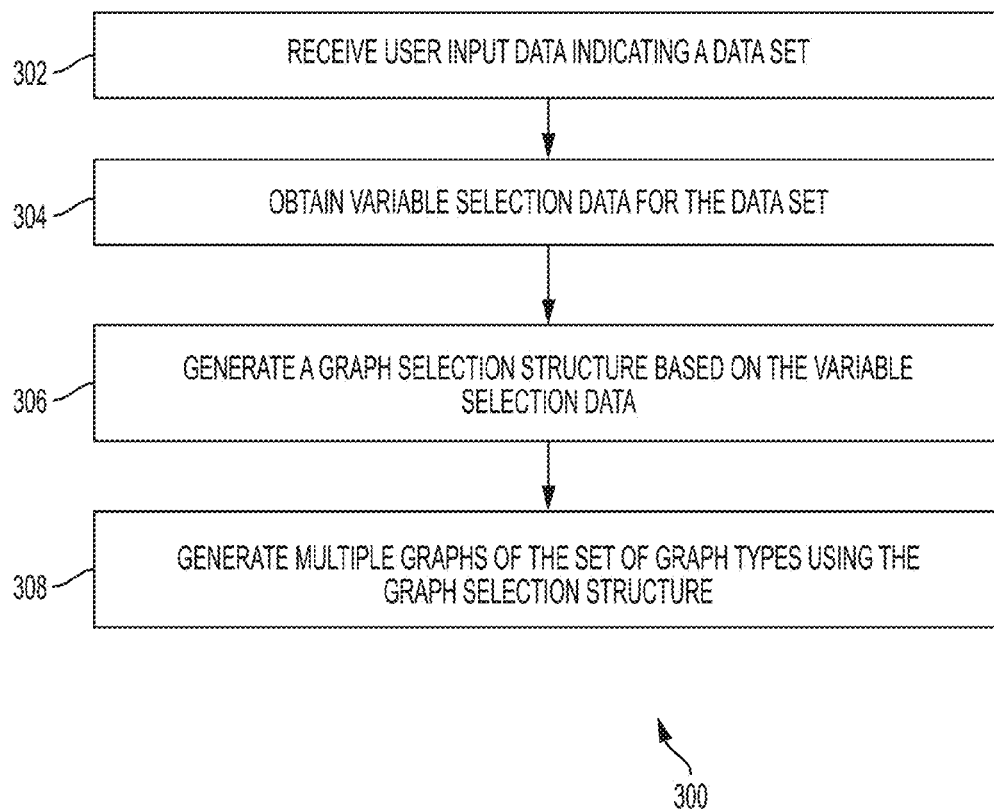 302
RECEIVE USER INPUT DATA INDICATING A DATA SET
304
OBTAIN VARIABLE SELECTION DATA FOR THE DATA SET
306
GENERATE A GRAPH SELECTION STRUCTURE BASED ON THE VARIABLE
SELECTION DATA
308
GENERATE MULTIPLE GRAPHS OF THE SET OF GRAPH TYPES USING THE
GRAPH SELECTION STRUCTURE
300